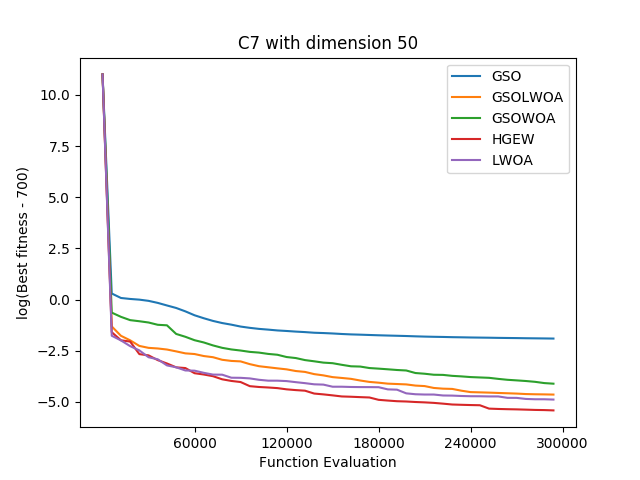 C7 with dimension 50
log(Best fitness - 700)
10.0
7.5
5.0
2.5
0.0
−2.5
−5.0
GSO
GSOLWOA
GSOWOA
HGEW
LWOA
60000 120000 180000 240000 300000
Function Evaluation